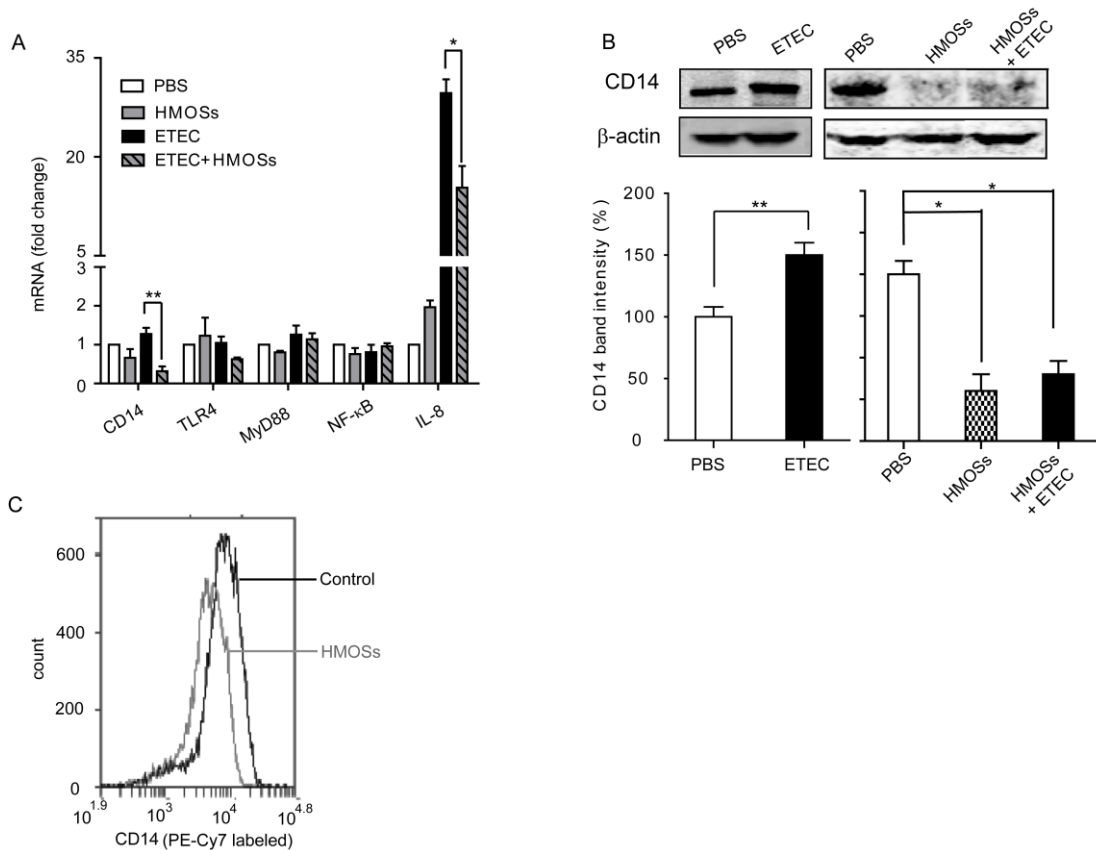 A
35
20
5
3
2
1
0
mRNA (fold change)
PBS
HMOSs
ETEC
ETEC+HMOSs
**
*
CD14
TLR4
MyD88
NF-κB
IL-8
B
PBS
ETEC
PBS
HMOSs
HMOSs
+ ETEC
CD14
β-actin
CD14 band intensity (%)
200
150
100
50
0
**
*
*
PBS
ETEC
PBS
HMOSs
HMOSs
+ ETEC
C
count
600
400
200
0
Control
HMOSs
10^1.9
10^3
10^4
10^4.8
CD14 (PE-Cy7 labeled)